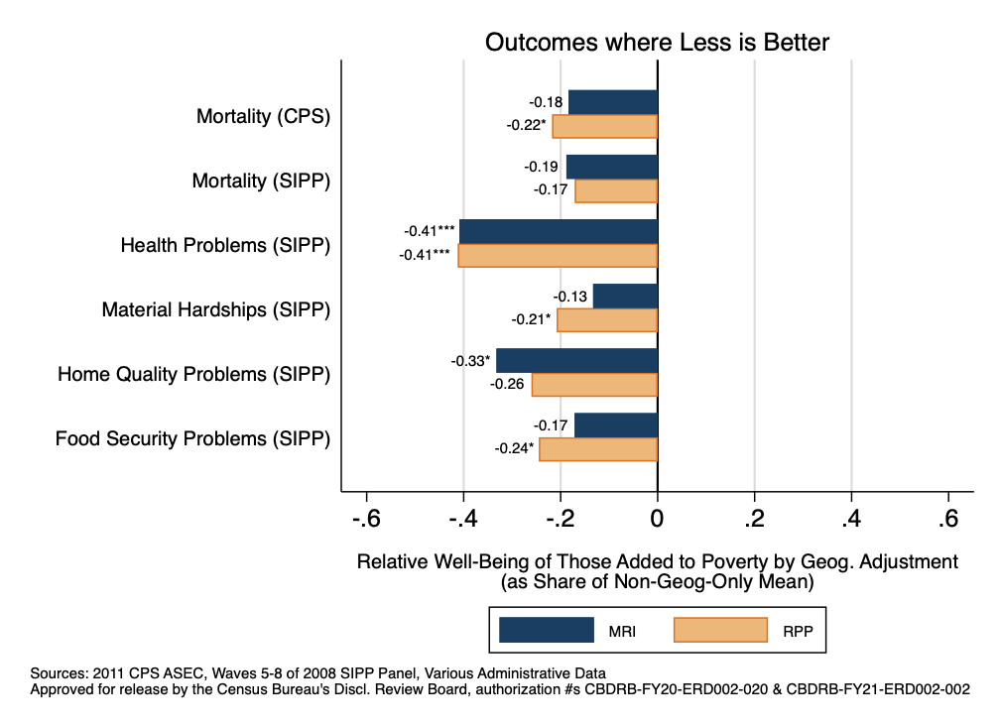 Outcomes where Less is Better
Mortality (CPS)
-0.18
-0.22*
Mortality (SIPP)
-0.19
-0.17
Health Problems (SIPP)
-0.41***
-0.41***
Material Hardships (SIPP)
-0.13
-0.21*
Home Quality Problems (SIPP)
-0.33*
-0.26
Food Security Problems (SIPP)
-0.17
-0.24*
-.6 -.4 -.2 0 .2 .4 .6
Relative Well-Being of Those Added to Poverty by Geog. Adjustment
(as Share of Non-Geog-Only Mean)
MRI RPP
Sources: 2011 CPS ASEC, Waves 5-8 of 2008 SIPP Panel, Various Administrative Data
Approved for release by the Census Bureau's Discl. Review Board, authorization #s CBDRB-FY20-ERD002-020 & CBDRB-FY21-ERD002-002